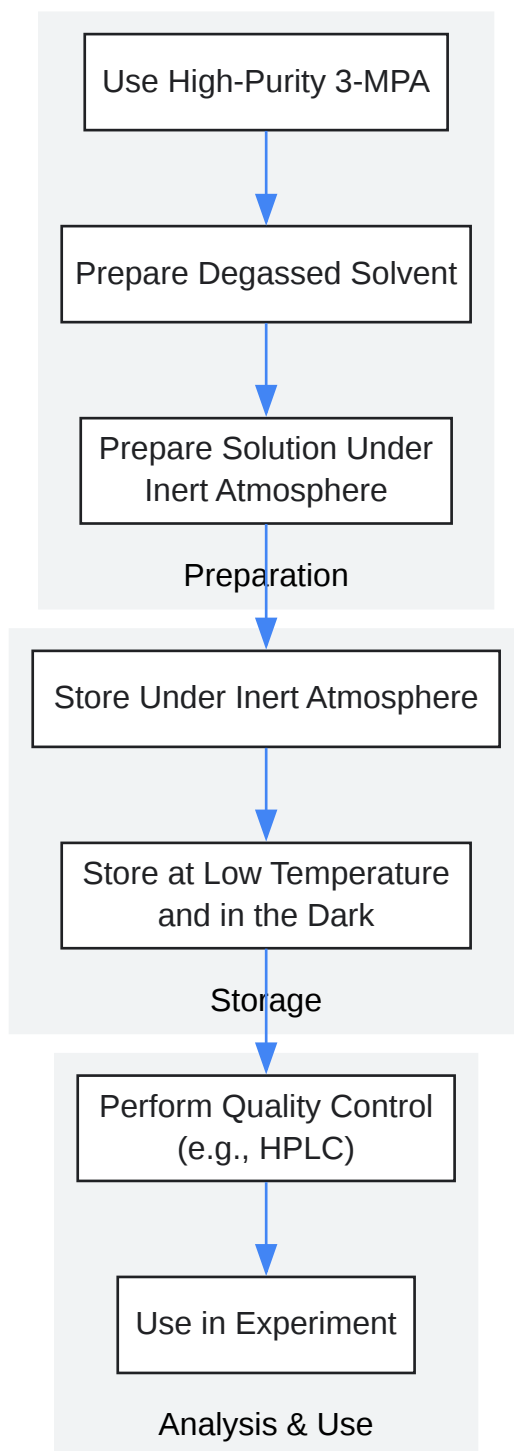 Use High-Purity 3-MPA
Prepare Degassed Solvent
Prepare Solution Under
Inert Atmosphere
Preparation
Store Under Inert Atmosphere
Store at Low Temperature
and in the Dark
Storage
Perform Quality Control
(e.g., HPLC)
Use in Experiment
Analysis & Use